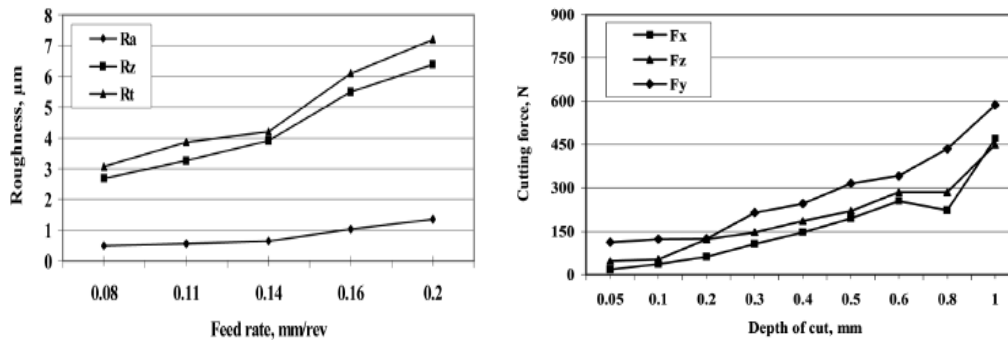 8
7
6
5
4
3
2
1
0
Roughness, µm
Ra
Rz
Rt
0.08 0.11 0.14 0.16 0.2
Feed rate, mm/rev
900
750
600
450
300
150
0
Cutting force, N
Fx
Fz
Fy
0.05 0.1 0.2 0.3 0.4 0.5 0.6 0.8 1
Depth of cut, mm